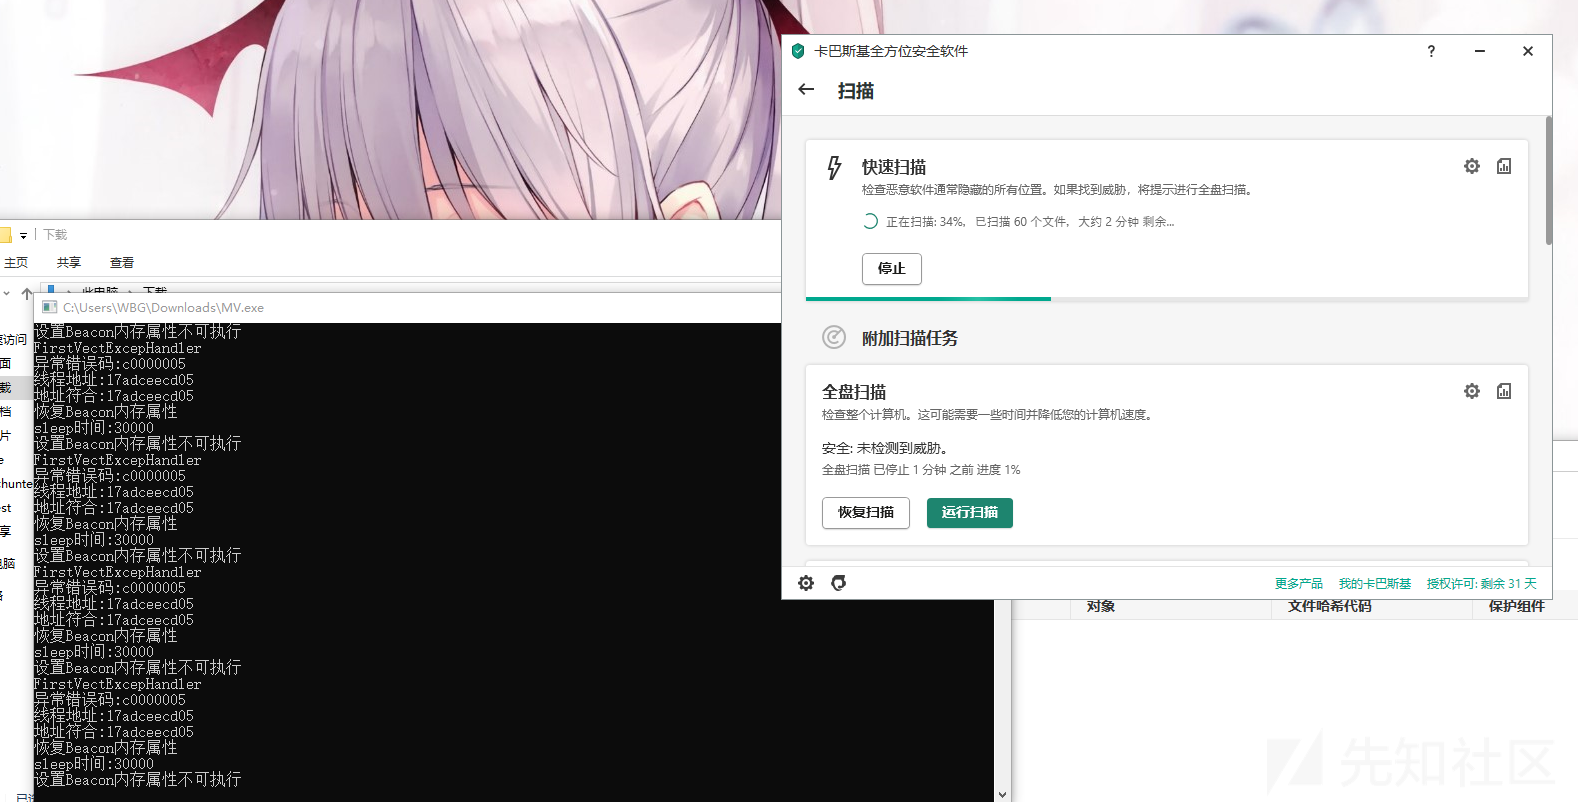 下载
主页 共享 查看
此电脑 下载
访问
面
载
档
片
e
hunte
st
享
电脑
C:\Users\WBG\Downloads\MV.exe
设置Beacon内存属性不可执行
FirstVectExcepHandler
异常错误码:c0000005
线程地址:17adceecd05
地址符合:17adceecd05
恢复Beacon内存属性
sleep时间:30000
设置Beacon内存属性不可执行
FirstVectExcepHandler
异常错误码:c0000005
线程地址:17adceecd05
地址符合:17adceecd05
恢复Beacon内存属性
sleep时间:30000
设置Beacon内存属性不可执行
FirstVectExcepHandler
异常错误码:c0000005
线程地址:17adceecd05
地址符合:17adceecd05
恢复Beacon内存属性
sleep时间:30000
设置Beacon内存属性不可执行
FirstVectExcepHandler
异常错误码:c0000005
线程地址:17adceecd05
地址符合:17adceecd05
恢复Beacon内存属性
sleep时间:30000
设置Beacon内存属性不可执行
卡巴斯基全方位安全软件
扫描
快速扫描
检查恶意软件通常隐藏的所有位置。如果找到威胁，将提示进行全盘扫描。
正在扫描: 34%，已扫描 60 个文件，大约 2 分钟 剩余...
停止
附加扫描任务
全盘扫描
检查整个计算机。这可能需要一些时间并降低您的计算机速度。
安全: 未检测到威胁。
全盘扫描 已停止 1 分钟 之前 进度 1%
恢复扫描 运行扫描
更多产品 我的卡巴斯基 授权许可: 剩余 31 天
对象 文件哈希代码 保护组件
先知社区